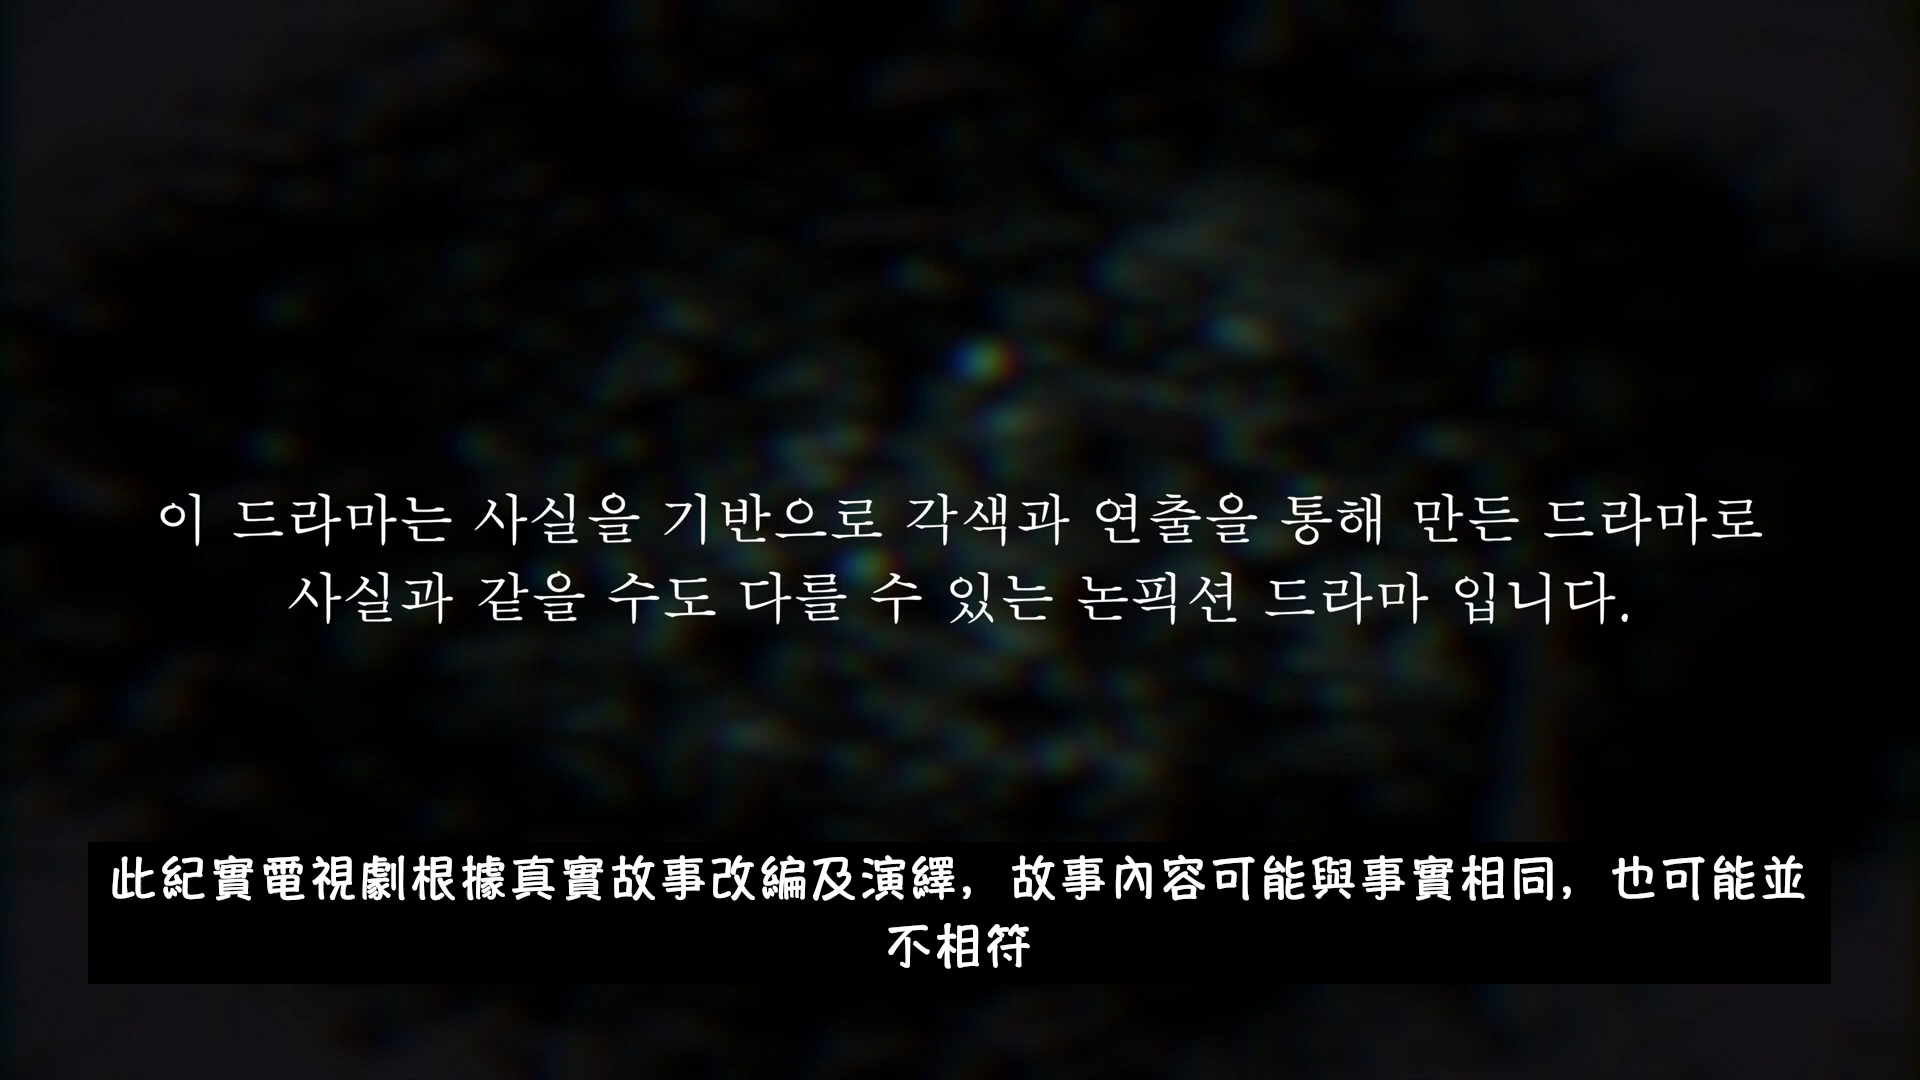 이 드라마는 사실을 기반으로 각색과 연출을 통해 만든 드라마로
사실과 같을 수도 다를 수 있는 논픽션 드라마 입니다.
此紀實電視劇根據真實故事改編及演繹，故事內容可能與事實相同，也可能並
不相符